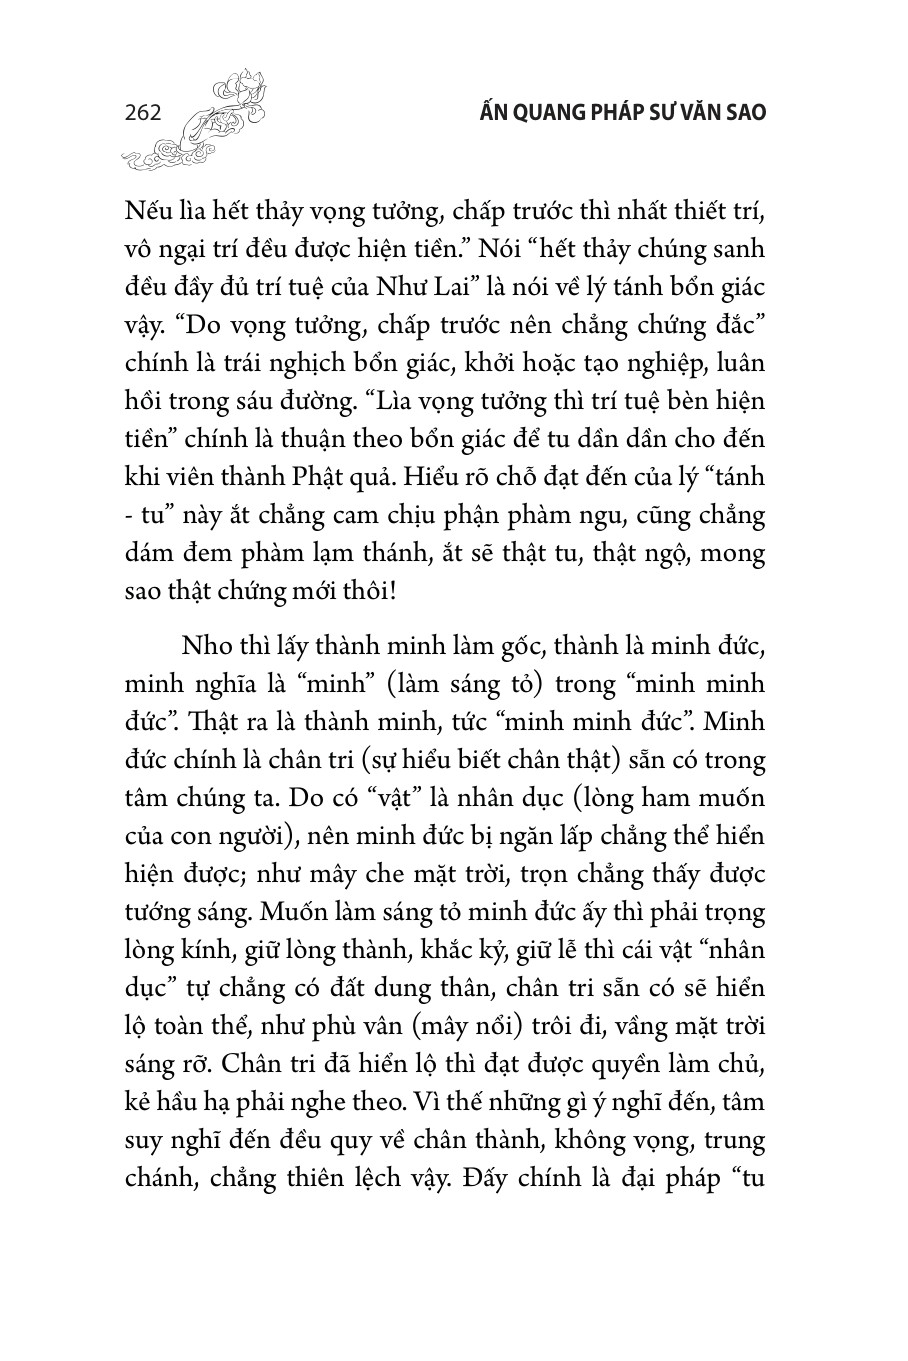 262
ẤN QUANG PHÁP SƯ VĂN SAO
Nếu lìa hết thảy vọng tưởng, chấp trước thì nhất thiết trí,
vô ngại trí đều được hiện tiền.” Nói “hết thảy chúng sanh
đều đầy đủ trí tuệ của Như Lai” là nói về lý tánh bổn giác
vậy. “Do vọng tưởng, chấp trước nên chẳng chứng đắc”
chính là trái nghịch bổn giác, khởi hoặc tạo nghiệp, luân
hồi trong sáu đường. “Lìa vọng tưởng thì trí tuệ bèn hiện
tiền” chính là thuận theo bổn giác để tu dần dần cho đến
khi viên thành Phật quả. Hiểu rõ chỗ đạt đến của lý “tánh
- tu” này ắt chẳng cam chịu phận phàm ngu, cũng chẳng
dám đem phàm lạm thánh, ắt sẽ thật tu, thật ngộ, mong
sao thật chứng mới thôi!
Nho thì lấy thành minh làm gốc, thành là minh đức,
minh nghĩa là “minh” (làm sáng tỏ) trong “minh minh
đức”. Thật ra là thành minh, tức “minh minh đức”. Minh
đức chính là chân tri (sự hiểu biết chân thật) sẵn có trong
tâm chúng ta. Do có “vật” là nhân dục (lòng ham muốn
của con người), nên minh đức bị ngăn lấp chẳng thể hiển
hiện được; như mây che mặt trời, trọn chẳng thấy được
tướng sáng. Muốn làm sáng tỏ minh đức ấy thì phải trọng
lòng kính, giữ lòng thành, khắc kỷ, giữ lễ thì cái vật “nhân
dục” tự chẳng có đất dung thân, chân tri sẵn có sẽ hiển
lộ toàn thể, như phù vân (mây nổi) trôi đi, vầng mặt trời
sáng rỡ. Chân tri đã hiển lộ thì đạt được quyền làm chủ,
kẻ hầu hạ phải nghe theo. Vì thế những gì ý nghĩ đến, tâm
suy nghĩ đến đều quy về chân thành, không vọng, trung
chánh, chẳng thiên lệch vậy. Đấy chính là đại pháp “tu